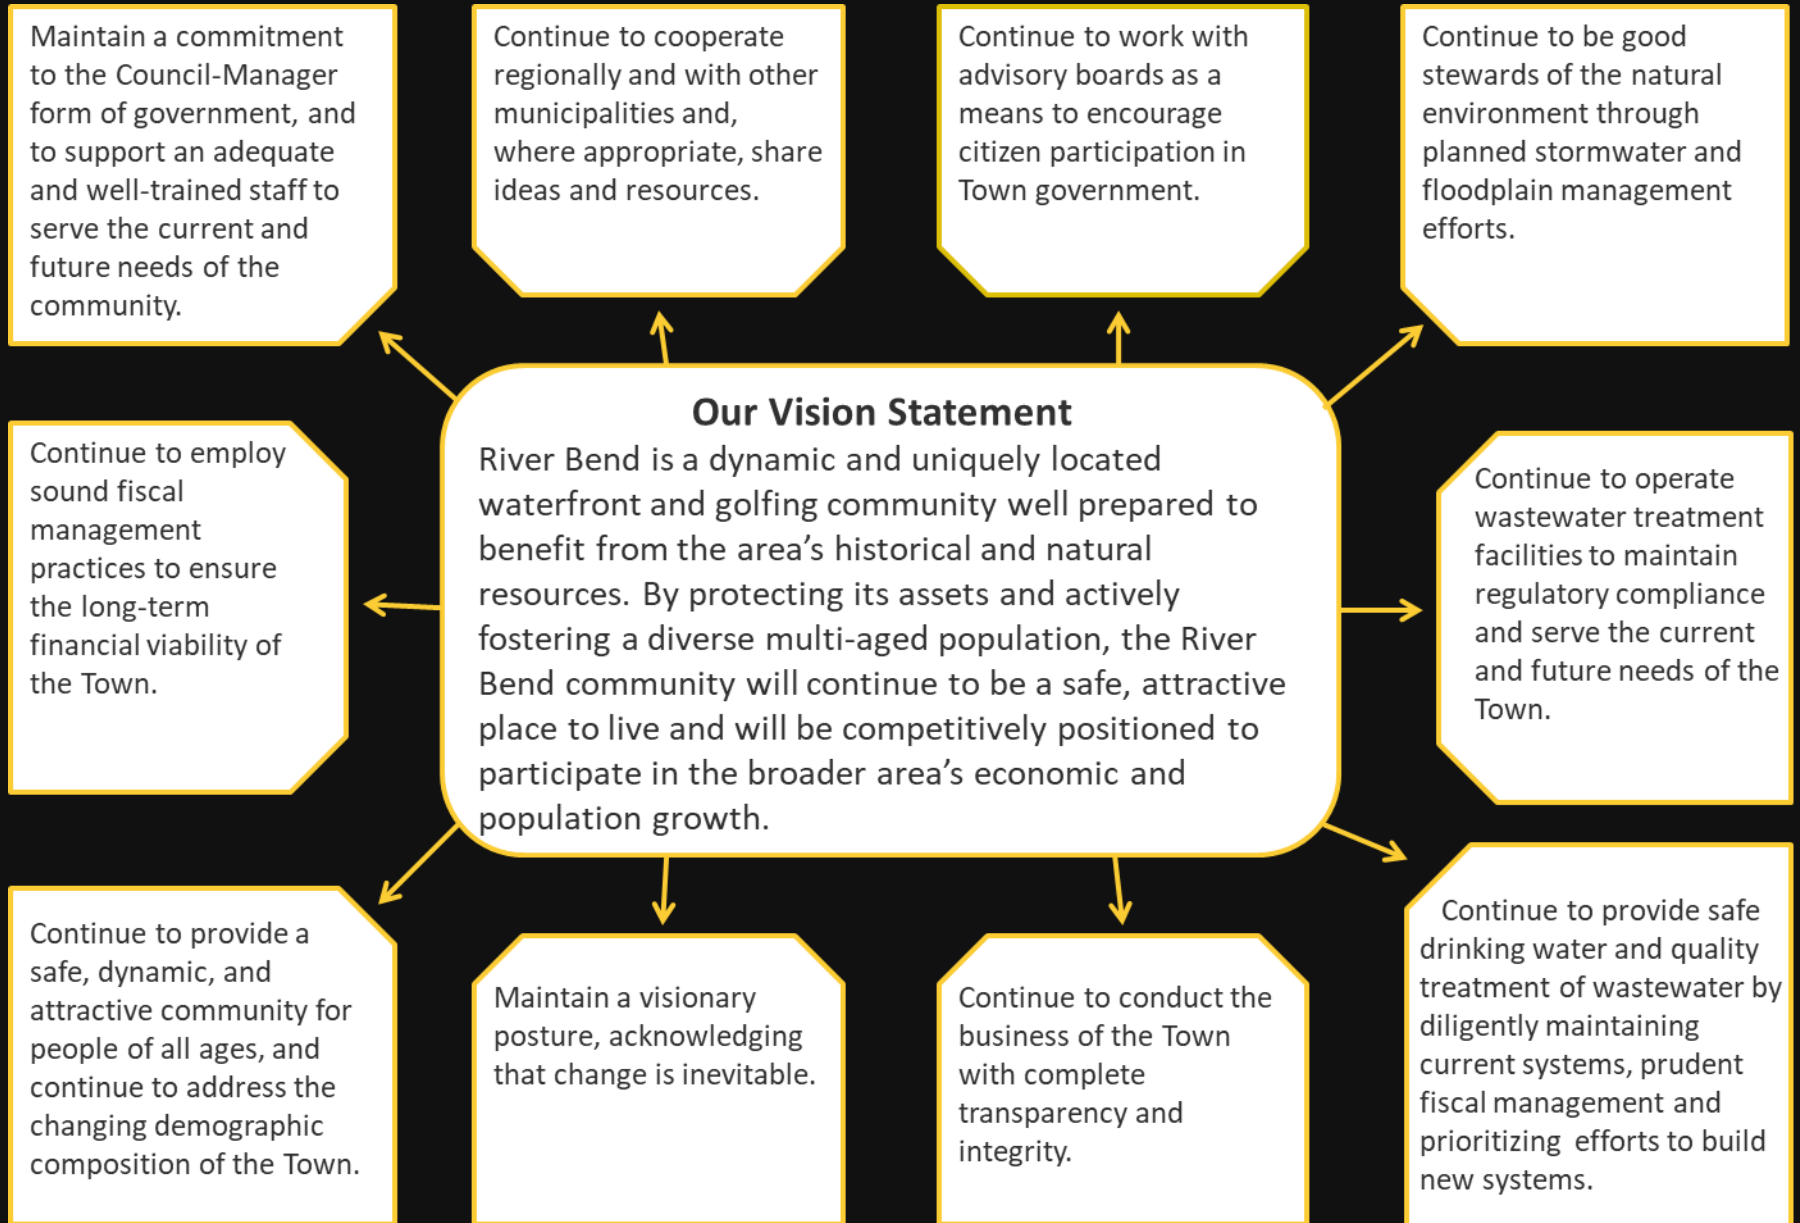 Maintain a commitment
to the Council-Manager
form of government, and
to support an adequate
and well-trained staff to
serve the current and
future needs of the
community.
Continue to cooperate
regionally and with other
municipalities and,
where appropriate, share
ideas and resources.
Continue to work with
advisory boards as a
means to encourage
citizen participation in
Town government.
Continue to be good
stewards of the natural
environment through
planned stormwater and
floodplain management
efforts.
Continue to employ
sound fiscal
management
practices to ensure
the long-term
financial viability of
the Town.
Our Vision Statement
River Bend is a dynamic and uniquely located
waterfront and golfing community well prepared to
benefit from the area’s historical and natural
resources. By protecting its assets and actively
fostering a diverse multi-aged population, the River
Bend community will continue to be a safe, attractive
place to live and will be competitively positioned to
participate in the broader area’s economic and
population growth.
Continue to operate
wastewater treatment
facilities to maintain
regulatory compliance
and serve the current
and future needs of the
Town.
Continue to provide a
safe, dynamic, and
attractive community for
people of all ages, and
continue to address the
changing demographic
composition of the Town.
Maintain a visionary
posture, acknowledging
that change is inevitable.
Continue to conduct the
business of the Town
with complete
transparency and
integrity.
Continue to provide safe
drinking water and quality
treatment of wastewater by
diligently maintaining
current systems, prudent
fiscal management and
prioritizing efforts to build
new systems.